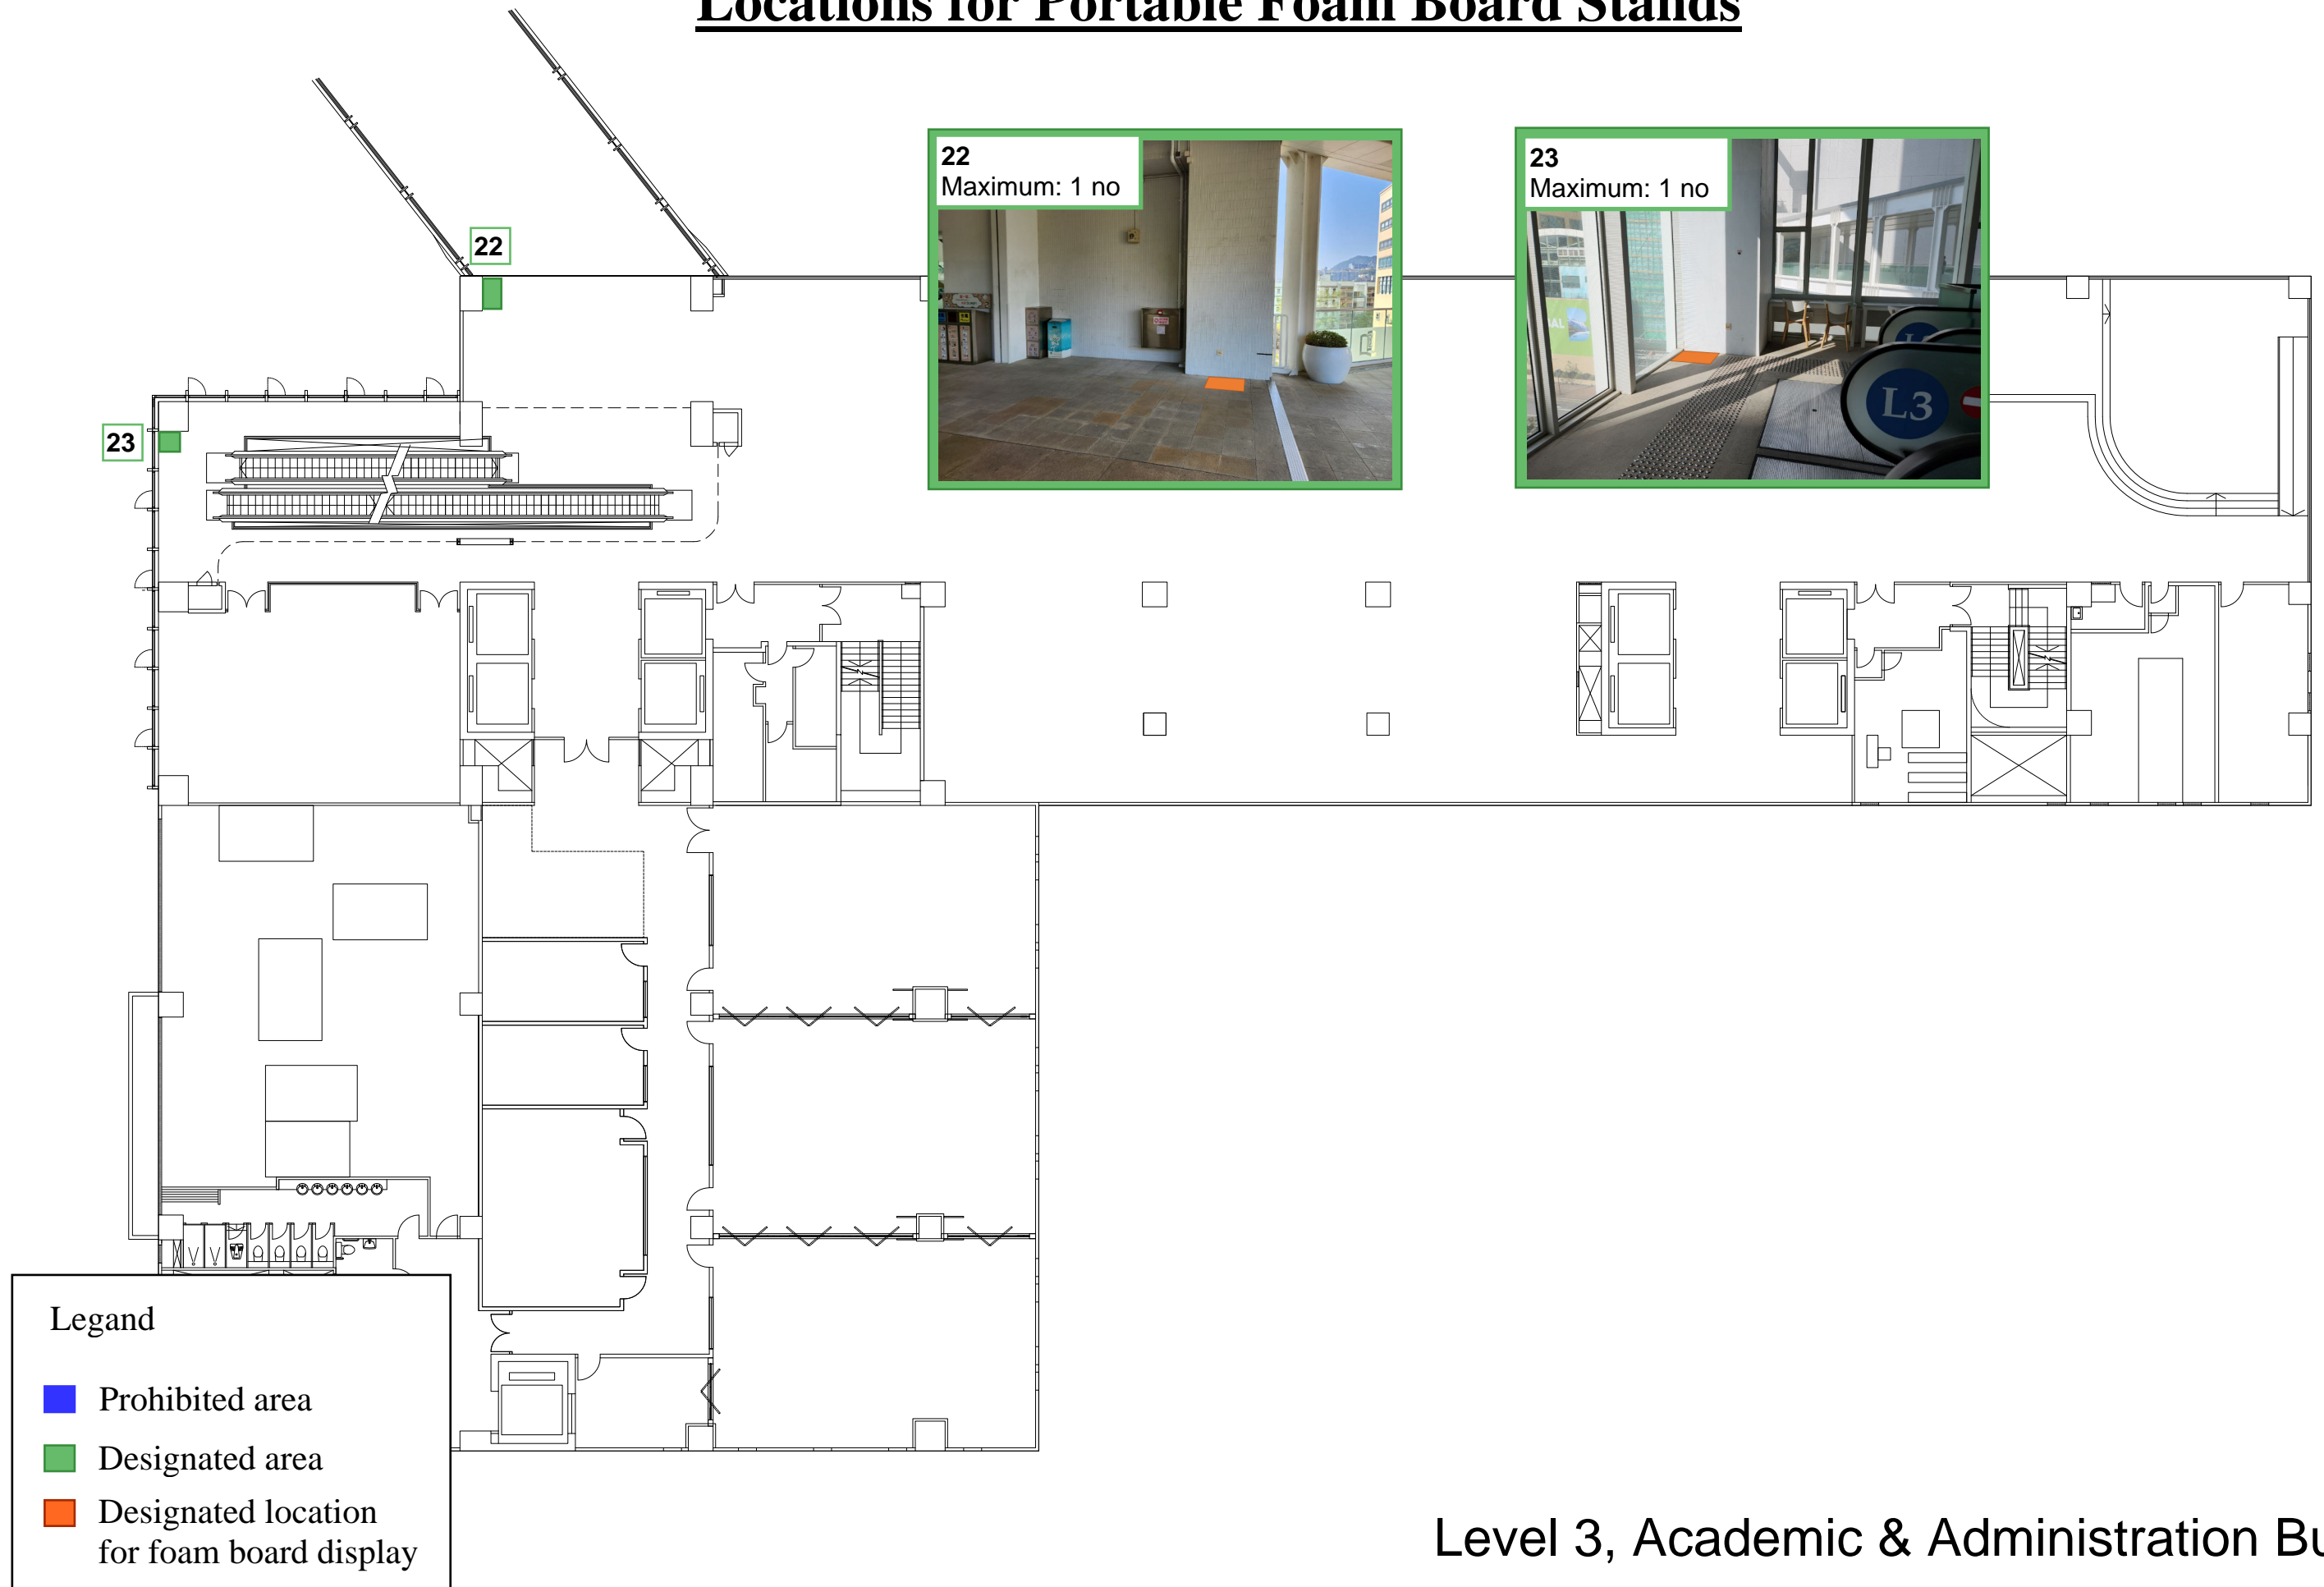 Locations for Portable Foam Board Stands
22
Maximum: 1 no
23
Maximum: 1 no
L3
22
23
Legand
Prohibited area
Designated area
Designated location
for foam board display
Level 3, Academic & Administration